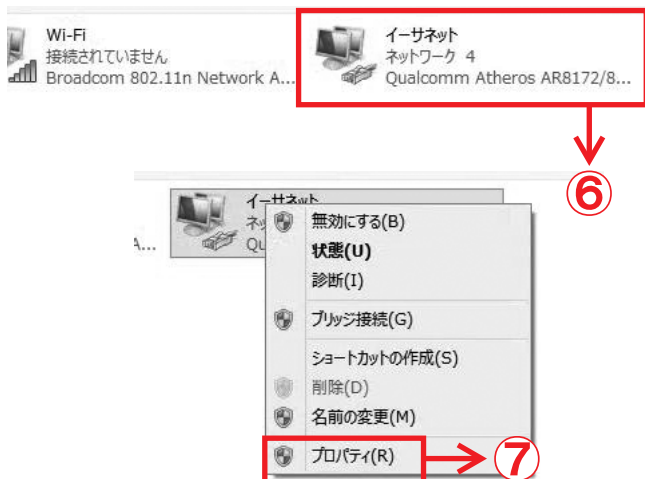 Wi-Fi
接続されていません
Broadcom 802.11n Network A...
イーサネット
ネットワーク 4
Qualcomm Atheros AR8172/8...
⑥
イーサネット
ネッ
A...
Qu
無効にする(B)
状態(U)
診断(I)
ブリッジ接続(G)
ショートカットの作成(S)
削除(D)
名前の変更(M)
プロパティ(R)
⑦